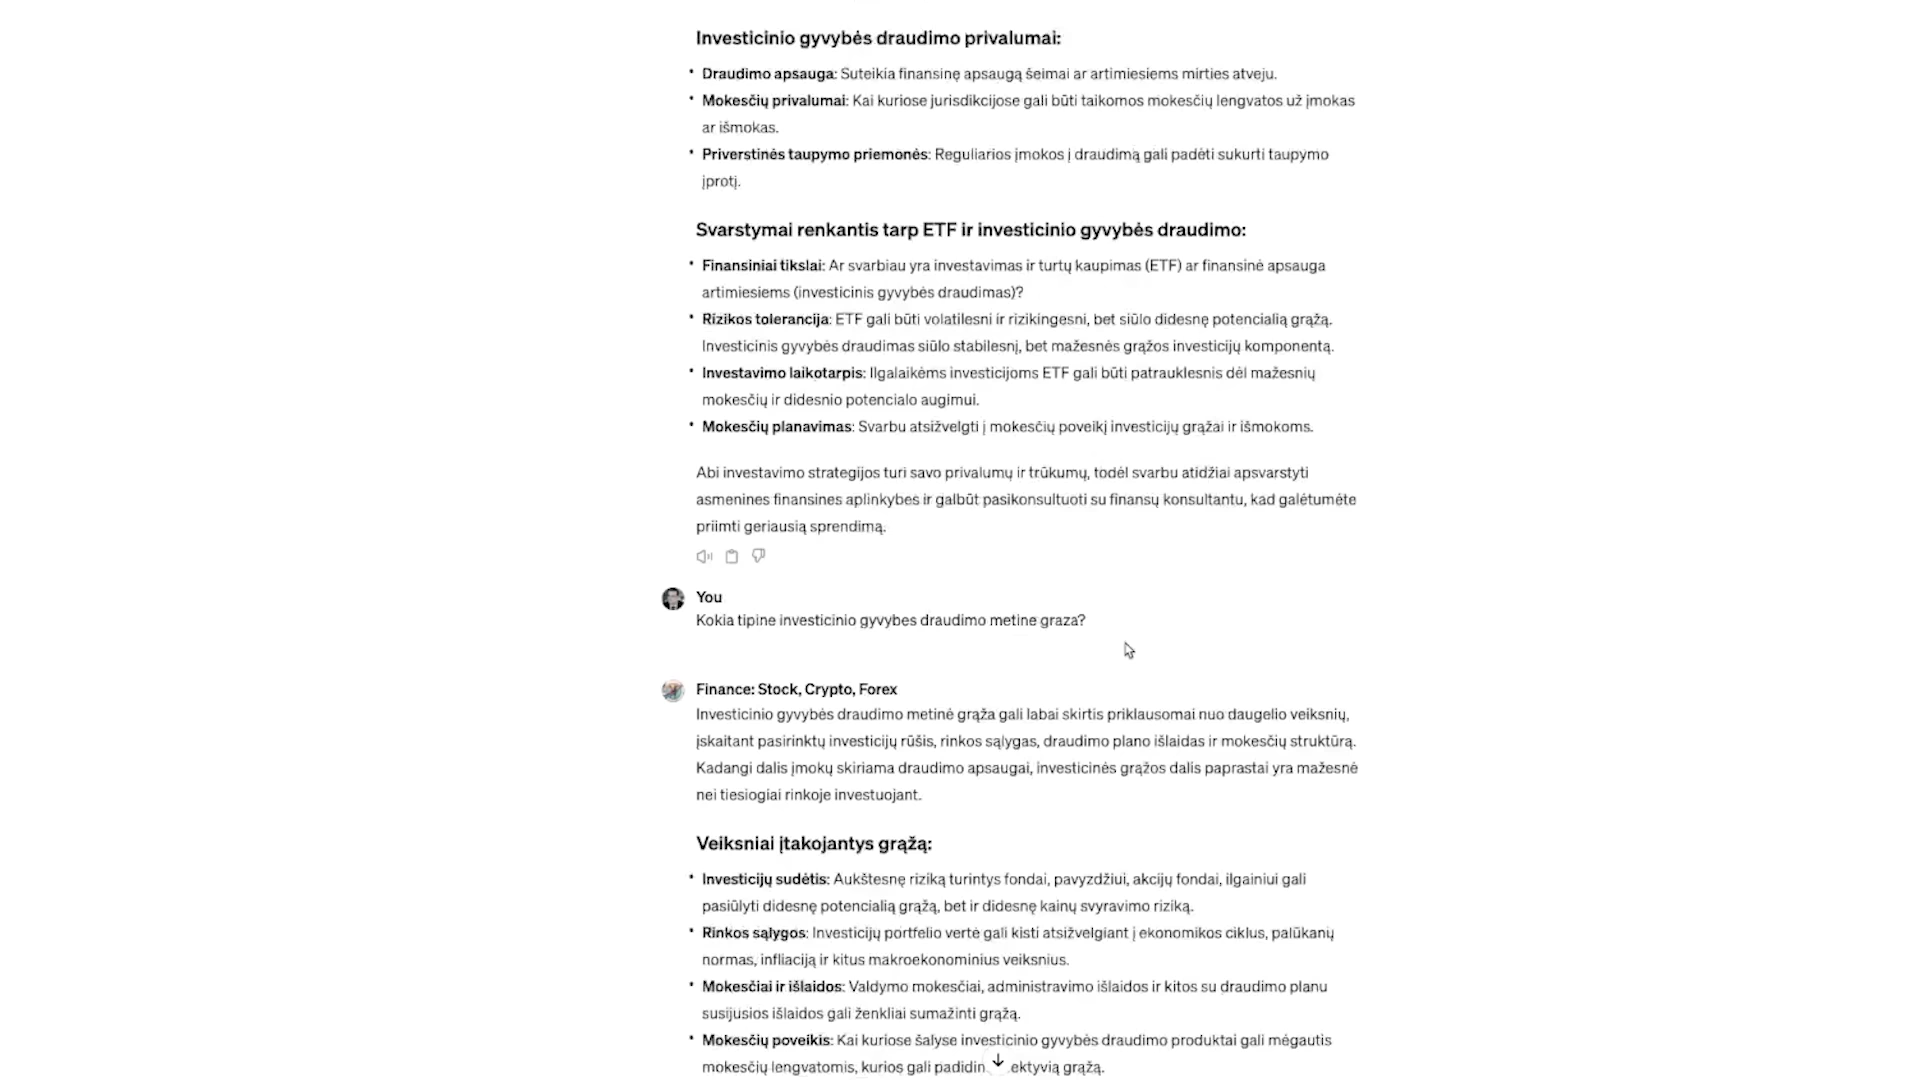 Investicinio gyvybės draudimo privalumai:
• Draudimo apsauga: Suteikia finansinę apsaugą šeimai ar artimiesiems mirties atveju.
• Mokesčių privalumai: Kai kuriose jurisdikcijose gali būti taikomos mokesčių lengvatos už įmokas
ar išmokas.
• Priverstinės taupymo priemonės: Reguliarios įmokos į draudimą gali padėti sukurti taupymo
įprotį.
Svarstymai renkantis tarp ETF ir investicinio gyvybės draudimo:
• Finansiniai tikslai: Ar svarbiau yra investavimas ir turtų kaupimas (ETF) ar finansinė apsauga
artimiesiems (investicinis gyvybės draudimas)?
• Rizikos tolerancija: ETF gali būti volatilesni ir rizikingesni, bet siūlo didesnę potencialią grąžą.
Investicinis gyvybės draudimas siūlo stabilesnį, bet mažesnės grąžos investicijų komponentą.
• Investavimo laikotarpis: Ilgalaikėms investicijoms ETF gali būti patrauklesnis dėl mažesnių
mokesčių ir didesnio potencialo augimui.
• Mokesčių planavimas: Svarbu atsižvelgti į mokesčių poveikį investicijų grąžai ir išmokoms.
Abi investavimo strategijos turi savo privalumų ir trūkumų, todėl svarbu atidžiai apsvarstyti
asmenines finansines aplinkybes ir galbūt pasikonsultuoti su finansų konsultantu, kad galėtumėte
priimti geriausią sprendimą.
You
Kokia tipine investicinio gyvybes draudimo metine graza?
Finance: Stock, Crypto, Forex
Investicinio gyvybės draudimo metinė grąža gali labai skirtis priklausomai nuo daugelio veiksnių,
įskaitant pasirinktų investicijų rūšis, rinkos sąlygas, draudimo plano išlaidas ir mokesčių struktūrą.
Kadangi dalis įmokų skiriama draudimo apsaugai, investicinės grąžos dalis paprastai yra mažesnė
nei tiesiogiai rinkoje investuojant.
Veiksniai įtakojantys grąžą:
• Investicijų sudėtis: Aukštesnę riziką turintys fondai, pavyzdžiui, akcijų fondai, ilgainiui gali
pasiūlyti didesnę potencialią grąžą, bet ir didesnę kainų svyravimo riziką.
• Rinkos sąlygos: Investicijų portfelio vertė gali kisti atsižvelgiant į ekonomikos ciklus, palūkanų
normas, infliaciją ir kitus makroekonominius veiksnius.
• Mokesčiai ir išlaidos: Valdymo mokesčiai, administravimo išlaidos ir kitos su draudimo planu
susijusios išlaidos gali ženkliai sumažinti grąžą.
• Mokesčių poveikis: Kai kuriose šalyse investicinio gyvybės draudimo produktai gali mėgautis
mokesčių lengvatomis, kurios gali grąžą.